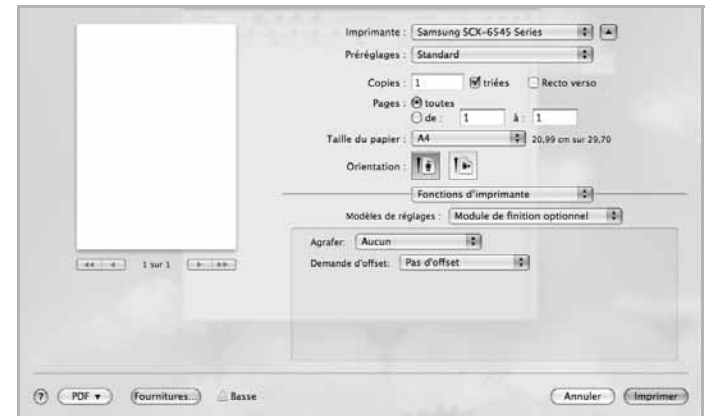 Imprimante : Samsung SCX-6545 Series
Préréglages : Standard
Copies : 1 triées Recto verso
Pages : toutes
de : 1 à : 1
Taille du papier : A4 20,99 cm sur 29,70
Orientation :
Fonctions d'imprimante
Modèles de réglages : Module de finition optionnel
Agrafer: Aucun
Demande d'offset: Pas d'offset
1 sur 1
? PDF Fournitures... Basse Annuler Imprimer